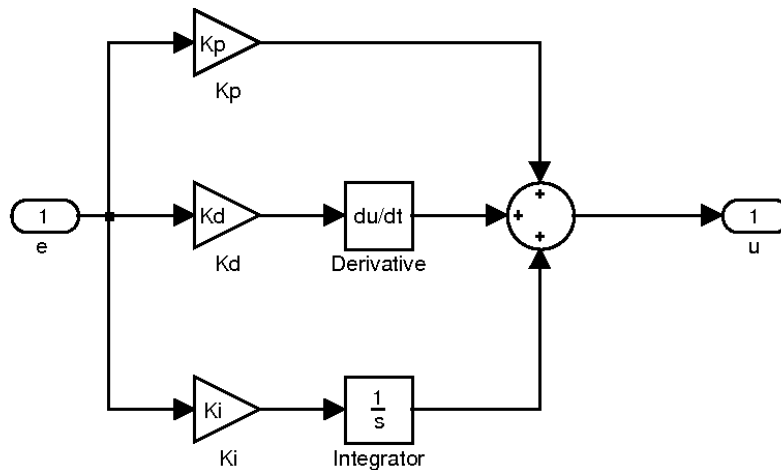 Kp
Kp
1
e
Kd
Kd
du/dt
Derivative
+
+
+
1
u
Ki
Ki
1
s
Integrator